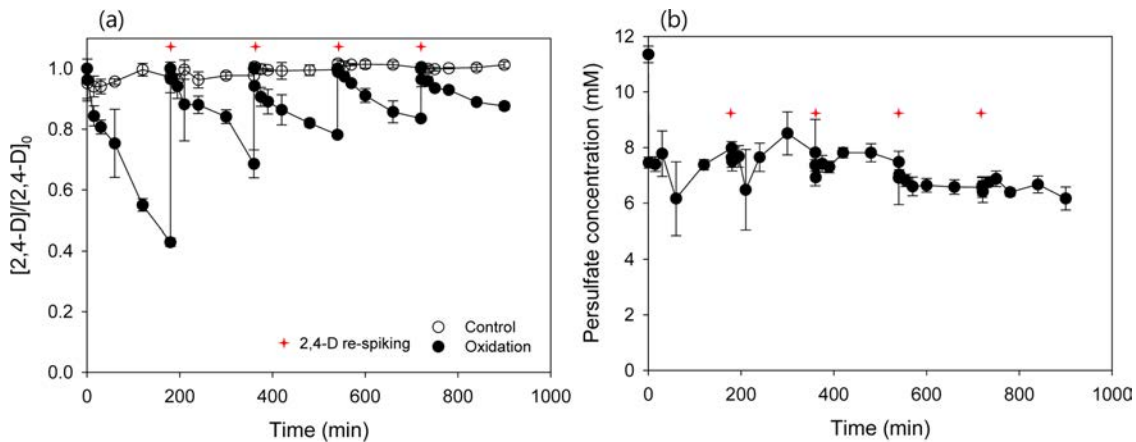 (a)
[2,4-D]/[2,4-D]0
1.0
0.8
0.6
0.4
0.2
0.0
2,4-D re-spiking
Control
Oxidation
0 200 400 600 800 1000
Time (min)
(b)
Persulfate concentration (mM)
12
10
8
6
4
2
0
0 200 400 600 800 1000
Time (min)